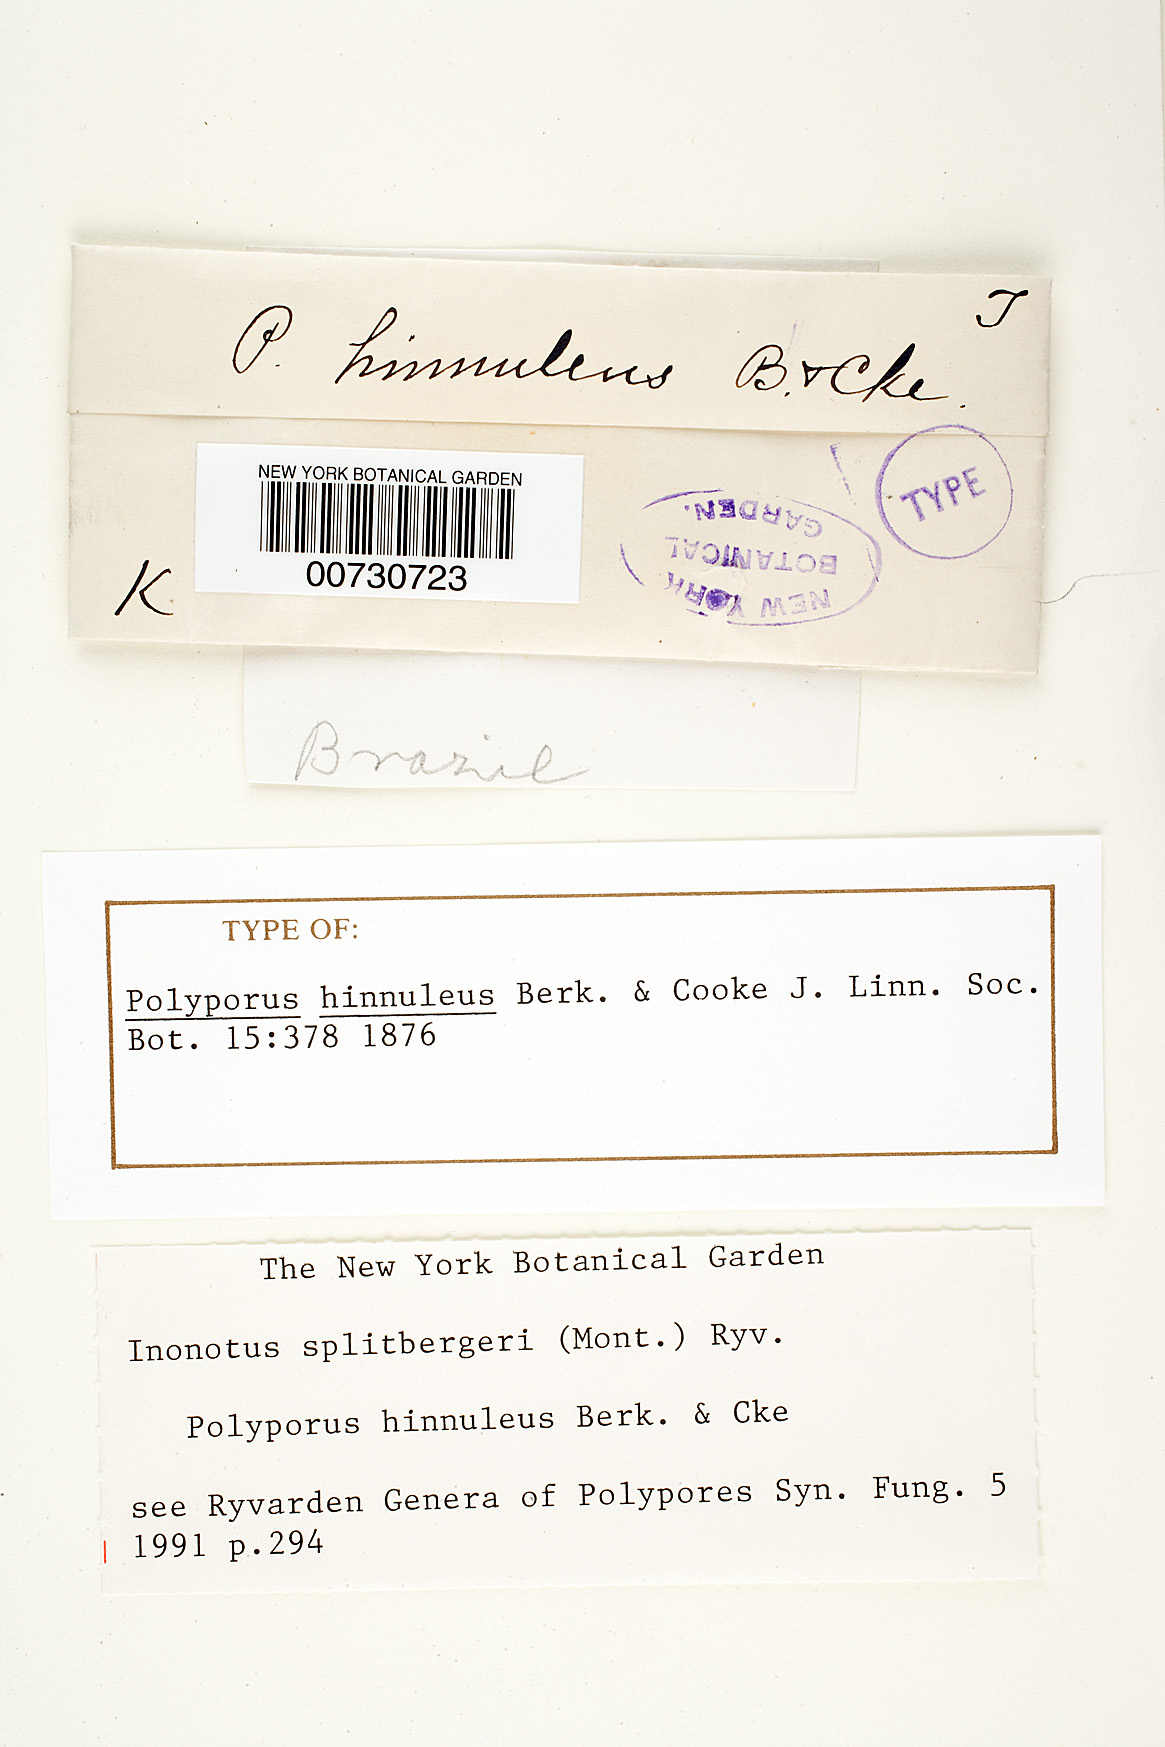 T
P. hinnuleus B. & Cke.
TYPE
NEW YORK BOTANICAL GARDEN
00730723
NEW YORK
BOTANICAL
GARDEN.
K
Brazil
TYPE OF:
Polyporus hinnuleus Berk. & Cooke J. Linn. Soc.
Bot. 15:378 1876
The New York Botanical Garden
Inonotus splitbergeri (Mont.) Ryv.
Polyporus hinnuleus Berk. & Cke
see Ryvarden Genera of Polypores Syn. Fung. 5
1991 p.294